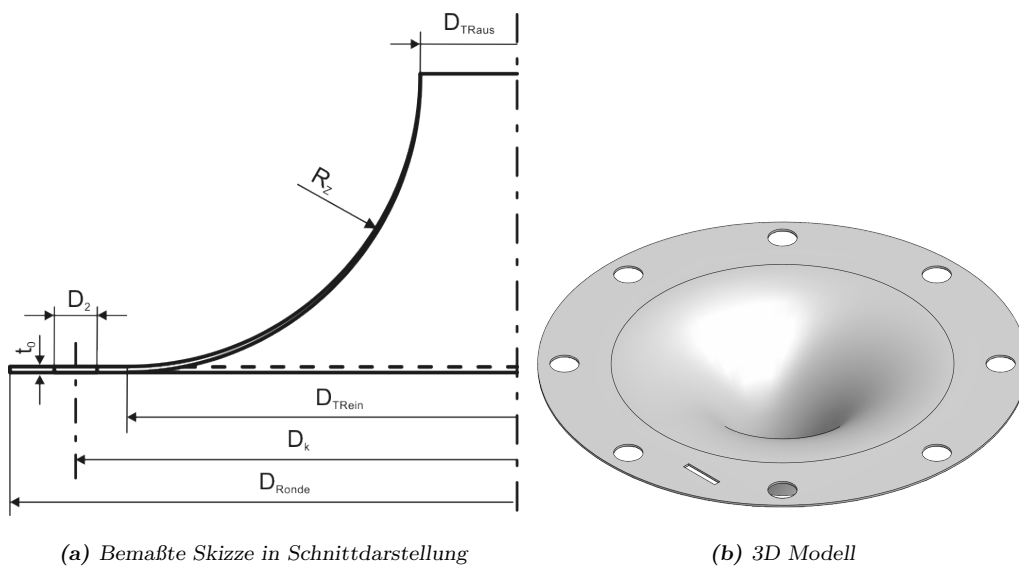 D_TRaus
R_z
D_2
t_0
D_TRein
D_k
D_Ronde
(a) Bemaßte Skizze in Schnittdarstellung
(b) 3D Modell